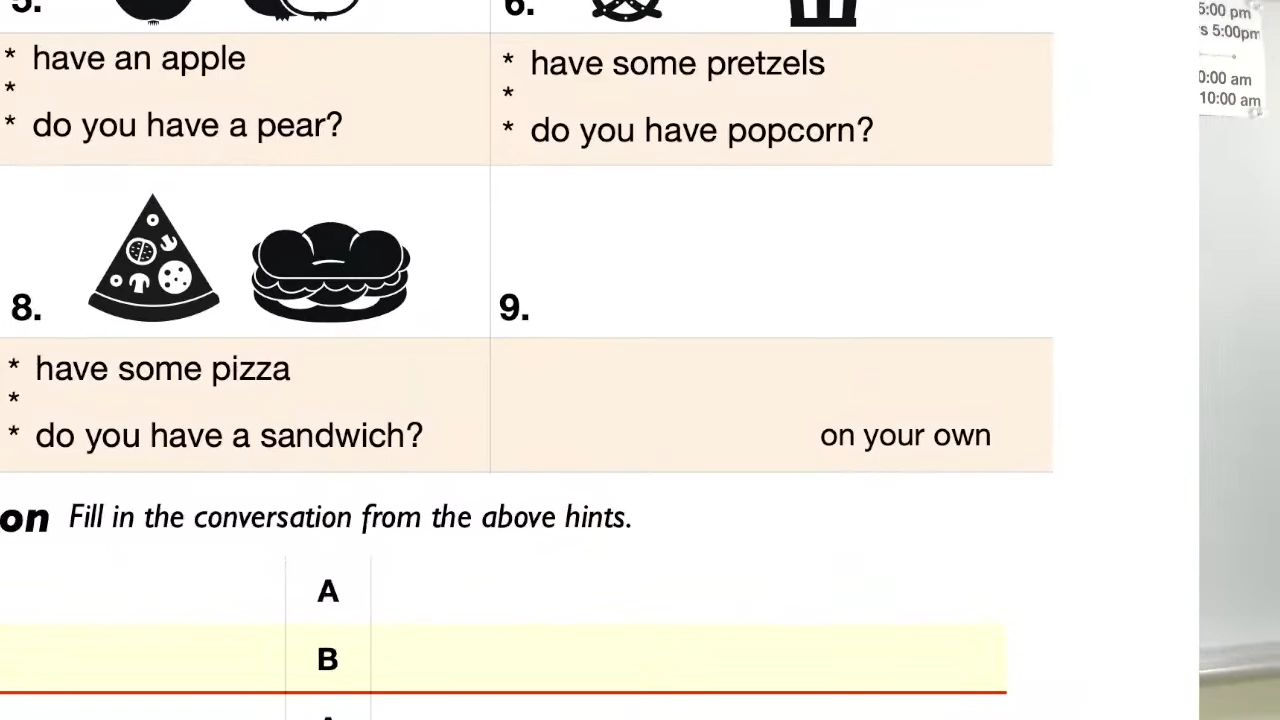 5.
6.
* have an apple
*
* do you have a pear?
* have some pretzels
*
* do you have popcorn?
8.
9.
* have some pizza
*
* do you have a sandwich?
on your own
on Fill in the conversation from the above hints.
A
B
5:00 pm
s 5:00pm
0:00 am
10:00 am